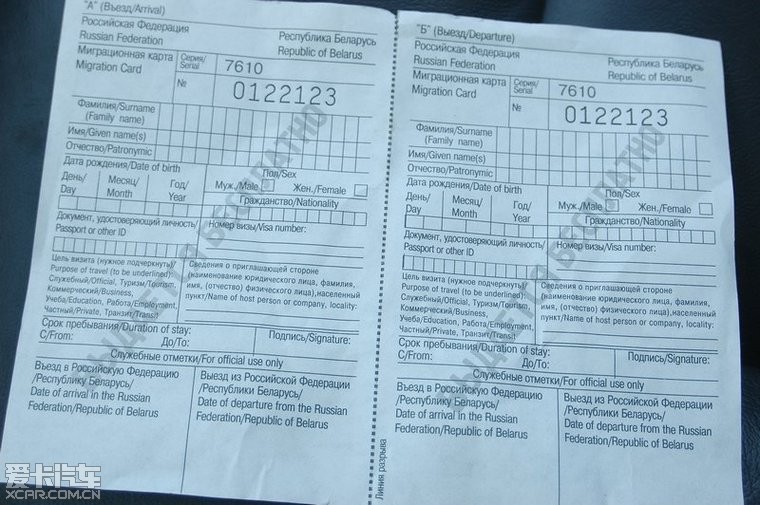 "А" (Въезд/Arrival)
Российская Федерация
Russian Federation
Республика Беларусь
Republic of Belarus
Миграционная карта
Migration Card
Серия/
Serial
7610
№
0122123
Фамилия/Surname
(Family name)
Имя/Given name(s)
Отчество/Patronymic
Дата рождения/Date of birth
Пол/Sex
День/
Day
Месяц/
Month
Год/
Year
Муж./Male
Жен./Female
Гражданство/Nationality
Документ, удостоверяющий личность/
Passport or other ID
Номер визы/Visa number:
Цель визита (нужное подчеркнуть)/
Purpose of travel (to be underlined):
Служебный/Official, Туризм/Tourism,
Коммерческий/Business,
Учеба/Education, Работа/Employment,
Частный/Private, Транзит/Transit
Сведения о приглашающей стороне
(наименование юридического лица, фамилия,
имя, (отчество) физического лица),населенный
пункт/Name of host person or company, locality:
Срок пребывания/Duration of stay:
С/From:
До/To:
Подпись/Signature:
Служебные отметки/For official use only
Въезд в Российскую Федерацию
/Республику Беларусь/
Date of arrival in the Russian
Federation/Republic of Belarus
Выезд из Российской Федерации
/Республики Беларусь/
Date of departure from the Russian
Federation/Republic of Belarus
ВЫДАЕТСЯ БЕСПЛАТНО
Линия разрыва
"Б" (Выезд/Departure)
Российская Федерация
Russian Federation
Республика Беларусь
Republic of Belarus
Миграционная карта
Migration Card
Серия/
Serial
7610
№
0122123
Фамилия/Surname
(Family name)
Имя/Given name(s)
Отчество/Patronymic
Дата рождения/Date of birth
Пол/Sex
День/
Day
Месяц/
Month
Год/
Year
Муж./Male
Жен./Female
Гражданство/Nationality
Документ, удостоверяющий личность/
Passport or other ID
Номер визы/Visa number:
Цель визита (нужное подчеркнуть)/
Purpose of travel (to be underlined):
Служебный/Official, Туризм/Tourism,
Коммерческий/Business,
Учеба/Education, Работа/Employment,
Частный/Private, Транзит/Transit
Сведения о приглашающей стороне
(наименование юридического лица, фамилия,
имя, (отчество) физического лица),населенный
пункт/Name of host person or company, locality:
Срок пребывания/Duration of stay:
С/From:
До/To:
Подпись/Signature:
Служебные отметки/For official use only
Въезд в Российскую Федерацию
/Республику Беларусь/
Date of arrival in the Russian
Federation/Republic of Belarus
Выезд из Российской Федерации
/Республики Беларусь/
Date of departure from the Russian
Federation/Republic of Belarus
ВЫДАЕТСЯ БЕСПЛАТНО
爱卡汽车
XCAR.COM.CN